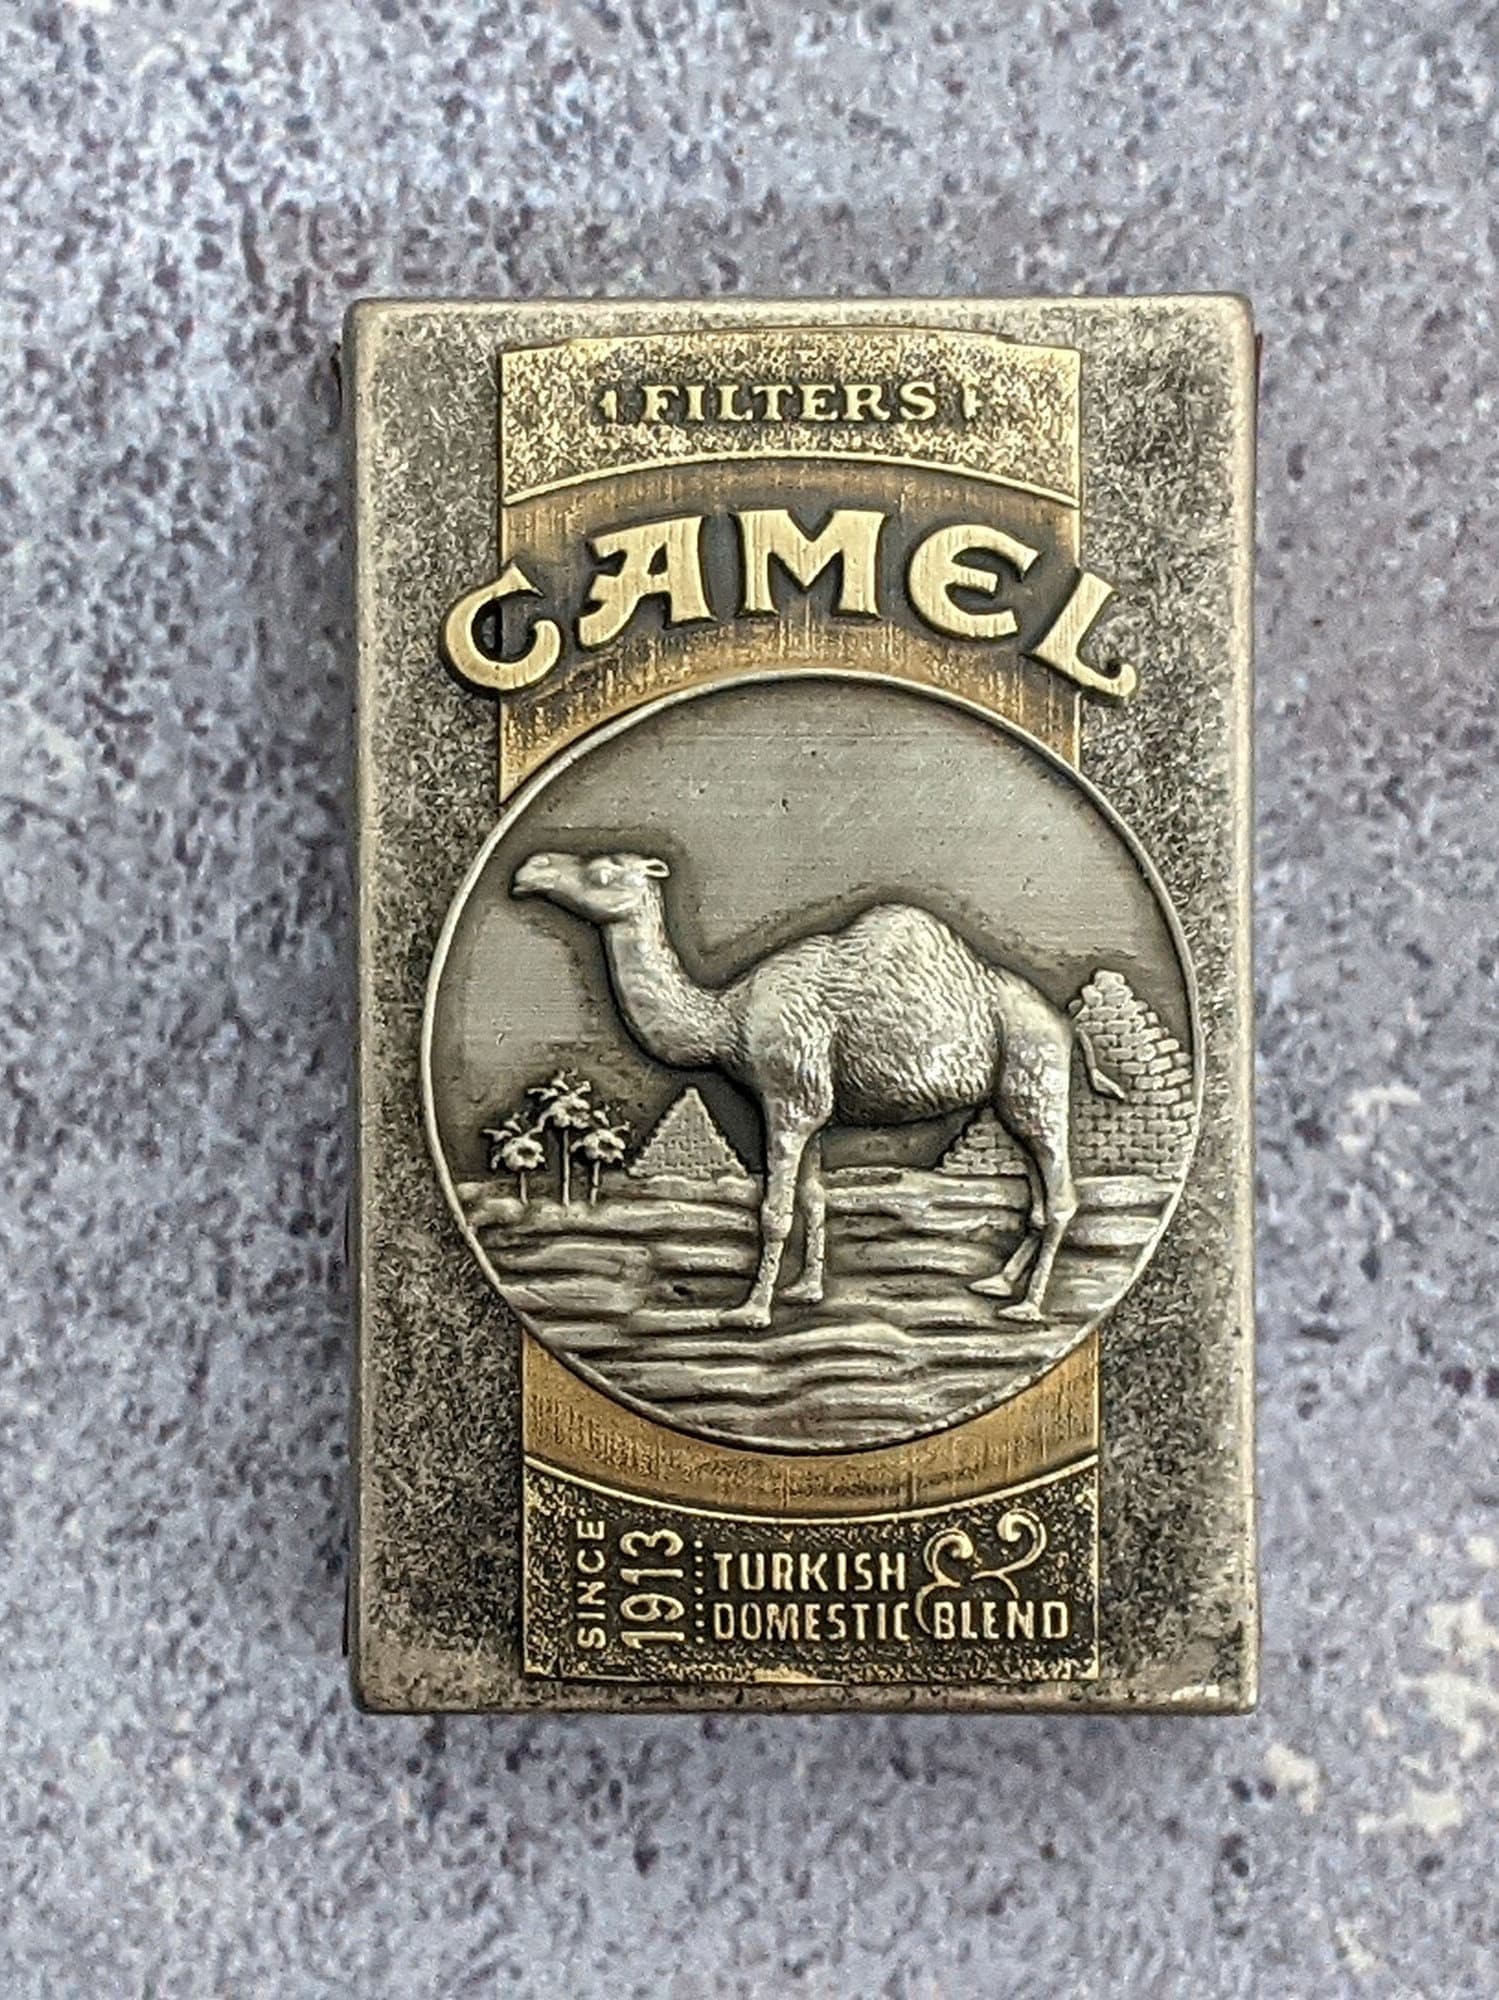 FILTERS
CAMEL
SINCE
1913
TURKISH &
DOMESTIC BLEND